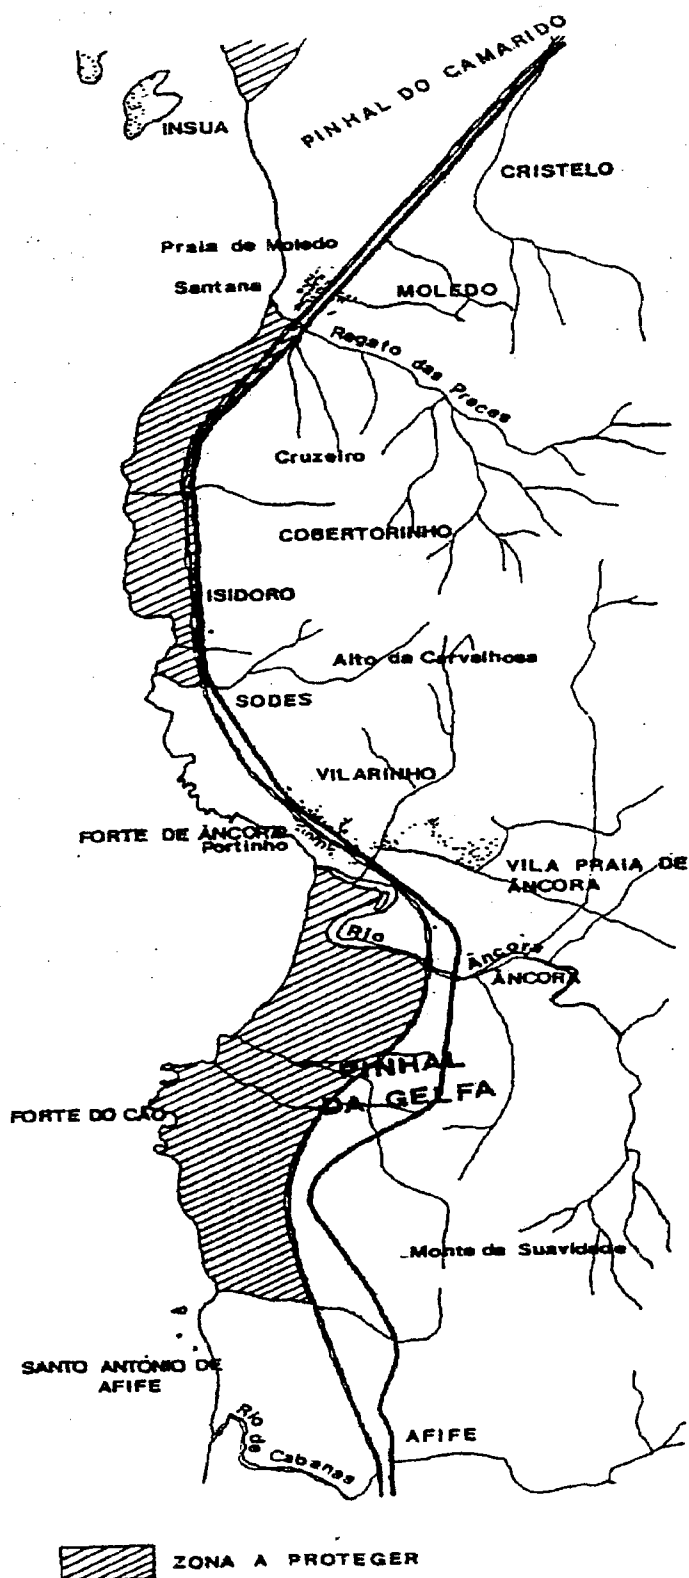 PINHAL DO CAMARIDO
INSUA
CRISTELO
Praia de Moledo
Santana
MOLEDO
Regato das Preces
Cruzeiro
COBERTORINHO
ISIDORO
Alto da Carvalhosa
SODES
VILARINHO
FORTE DE ÂNCORA
Portinho
VILA PRAIA DE
ÂNCORA
Rio
Âncora
ÂNCORA
PINHAL
DA GELFA
FORTE DO CÃO
Monte da Suavidade
SANTO ANTÓNIO DE
AFIFE
Rio de Cabanas
AFIFE
ZONA A PROTEGER